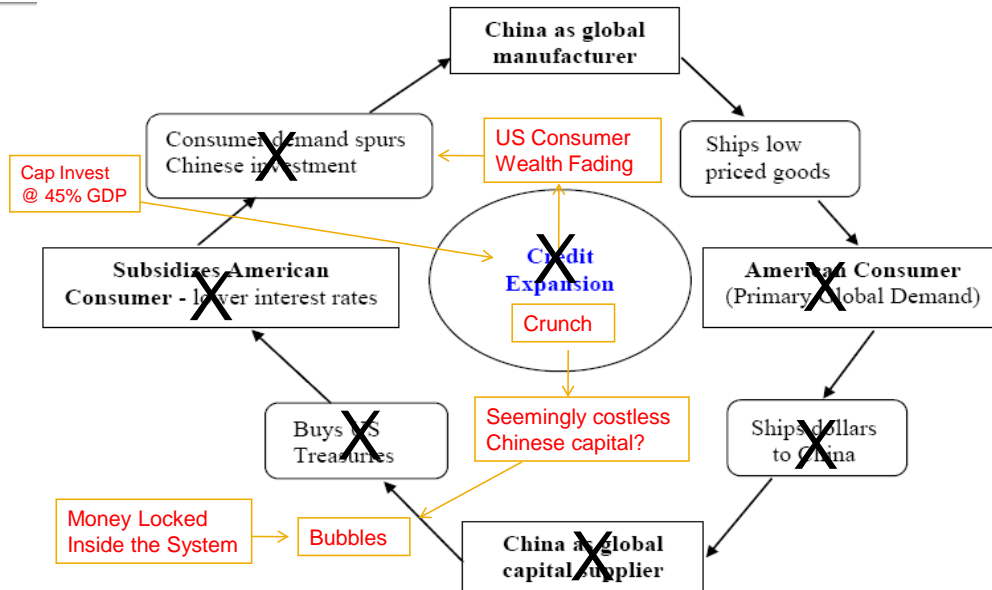 China as global
manufacturer
Consumer demand spurs
Chinese investment
X
US Consumer
Wealth Fading
Ships low
priced goods
Cap Invest
@ 45% GDP
Subsidizes American
Consumer - lower interest rates
X
Credit
Expansion
X
Crunch
American Consumer
(Primary Global Demand)
X
Buys US
Treasuries
X
Seemingly costless
Chinese capital?
Ships dollars
to China
X
Money Locked
Inside the System
Bubbles
China as global
capital supplier
X